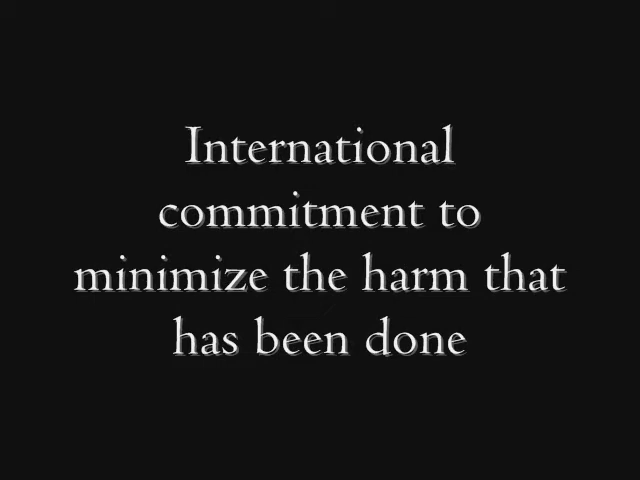 International
commitment to
minimize the harm that
has been done